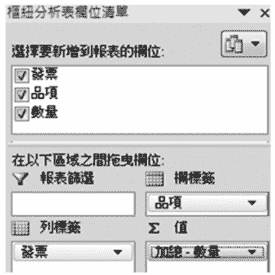 樞紐分析表欄位清單
選擇要新增到報表的欄位:
發票
品項
數量
在以下區域之間拖曳欄位:
報表篩選
欄標籤
品項
列標籤
Σ 值
發票
加總 - 數量